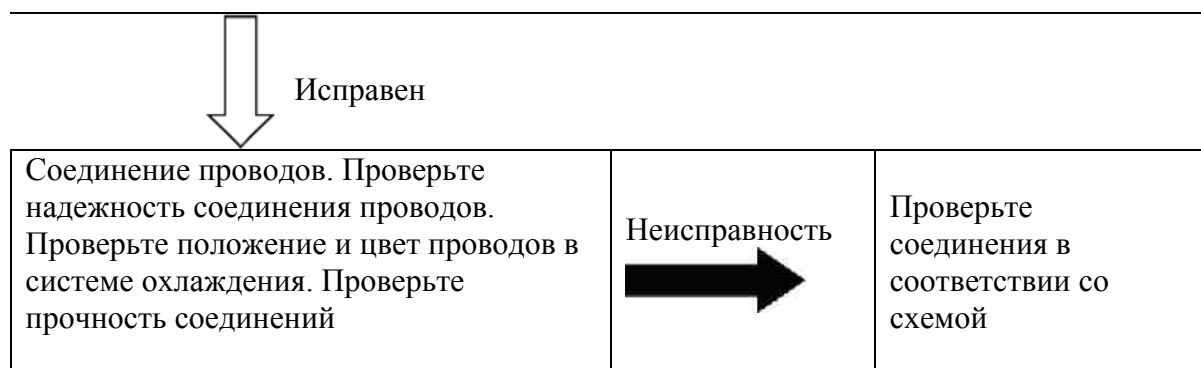 Исправен
Соединение проводов. Проверьте
надежность соединения проводов.
Проверьте положение и цвет проводов в
системе охлаждения. Проверьте
прочность соединений
Неисправность
Проверьте
соединения в
соответствии со
схемой